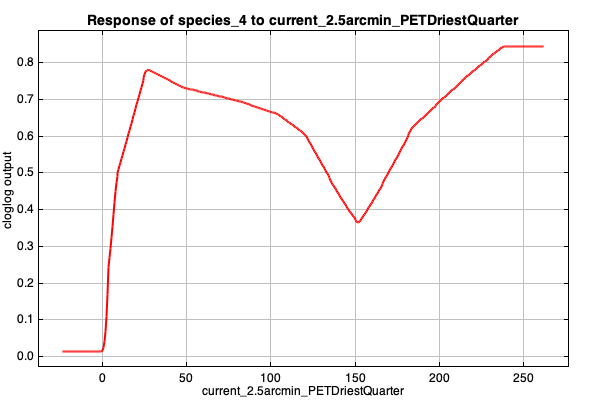 Response of species_4 to current_2.5arcmin_PETDriestQuarter
cloglog output
0.8
0.7
0.6
0.5
0.4
0.3
0.2
0.1
0.0
0 50 100 150 200 250
current_2.5arcmin_PETDriestQuarter